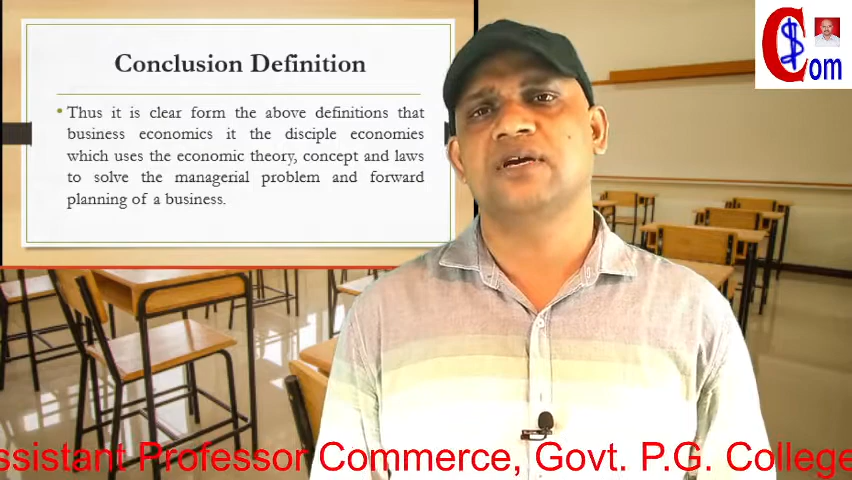 Conclusion Definition
• Thus it is clear form the above definitions that
business economics it the disciple economies
which uses the economic theory, concept and laws
to solve the managerial problem and forward
planning of a business.
C$om
ssistant Professor Commerce, Govt. P.G. College